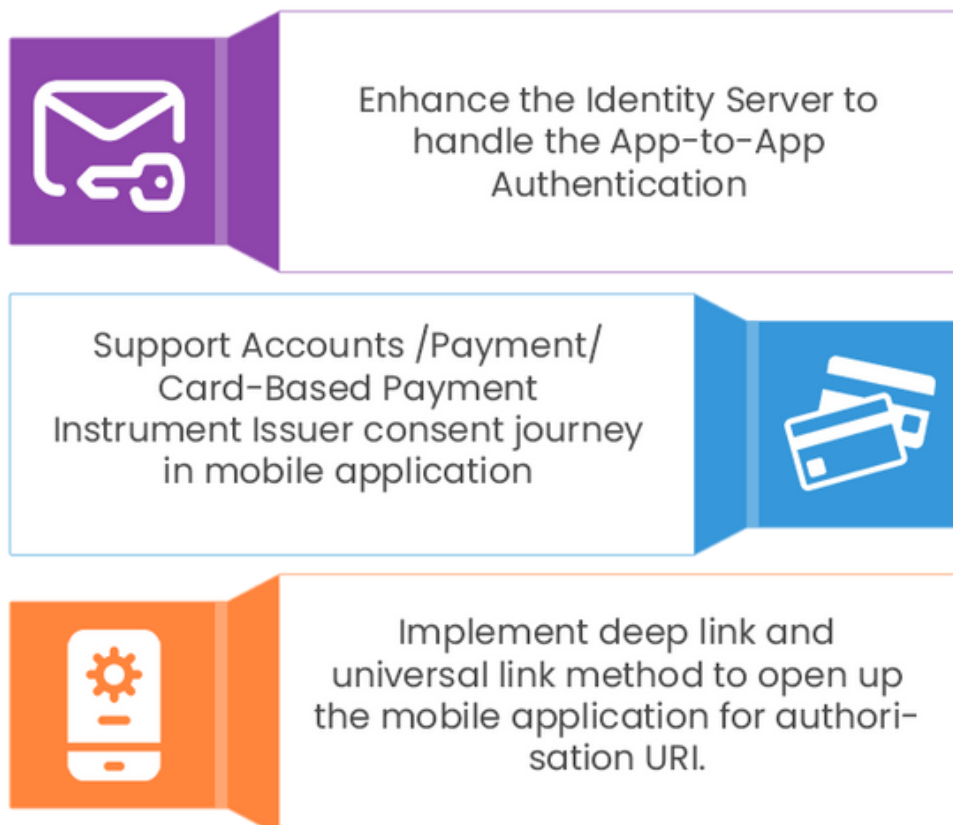 Enhance the Identity Server to
handle the App-to-App
Authentication
Support Accounts /Payment/
Card-Based Payment
Instrument Issuer consent journey
in mobile application
Implement deep link and
universal link method to open up
the mobile application for authori-
sation URI.